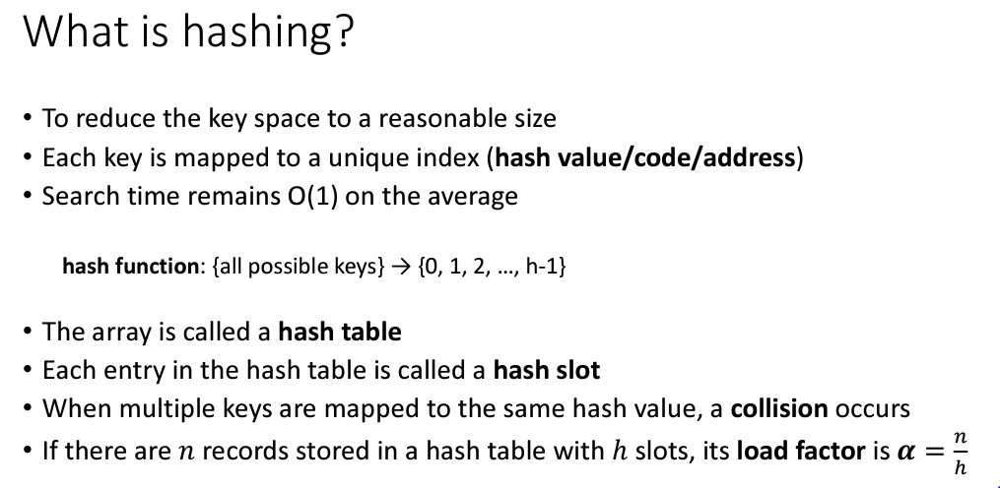 What is hashing?
• To reduce the key space to a reasonable size
• Each key is mapped to a unique index (hash value/code/address)
• Search time remains O(1) on the average
hash function: {all possible keys} → {0, 1, 2, …, h-1}
• The array is called a hash table
• Each entry in the hash table is called a hash slot
• When multiple keys are mapped to the same hash value, a collision occurs
• If there are n records stored in a hash table with h slots, its load factor is α = n/h